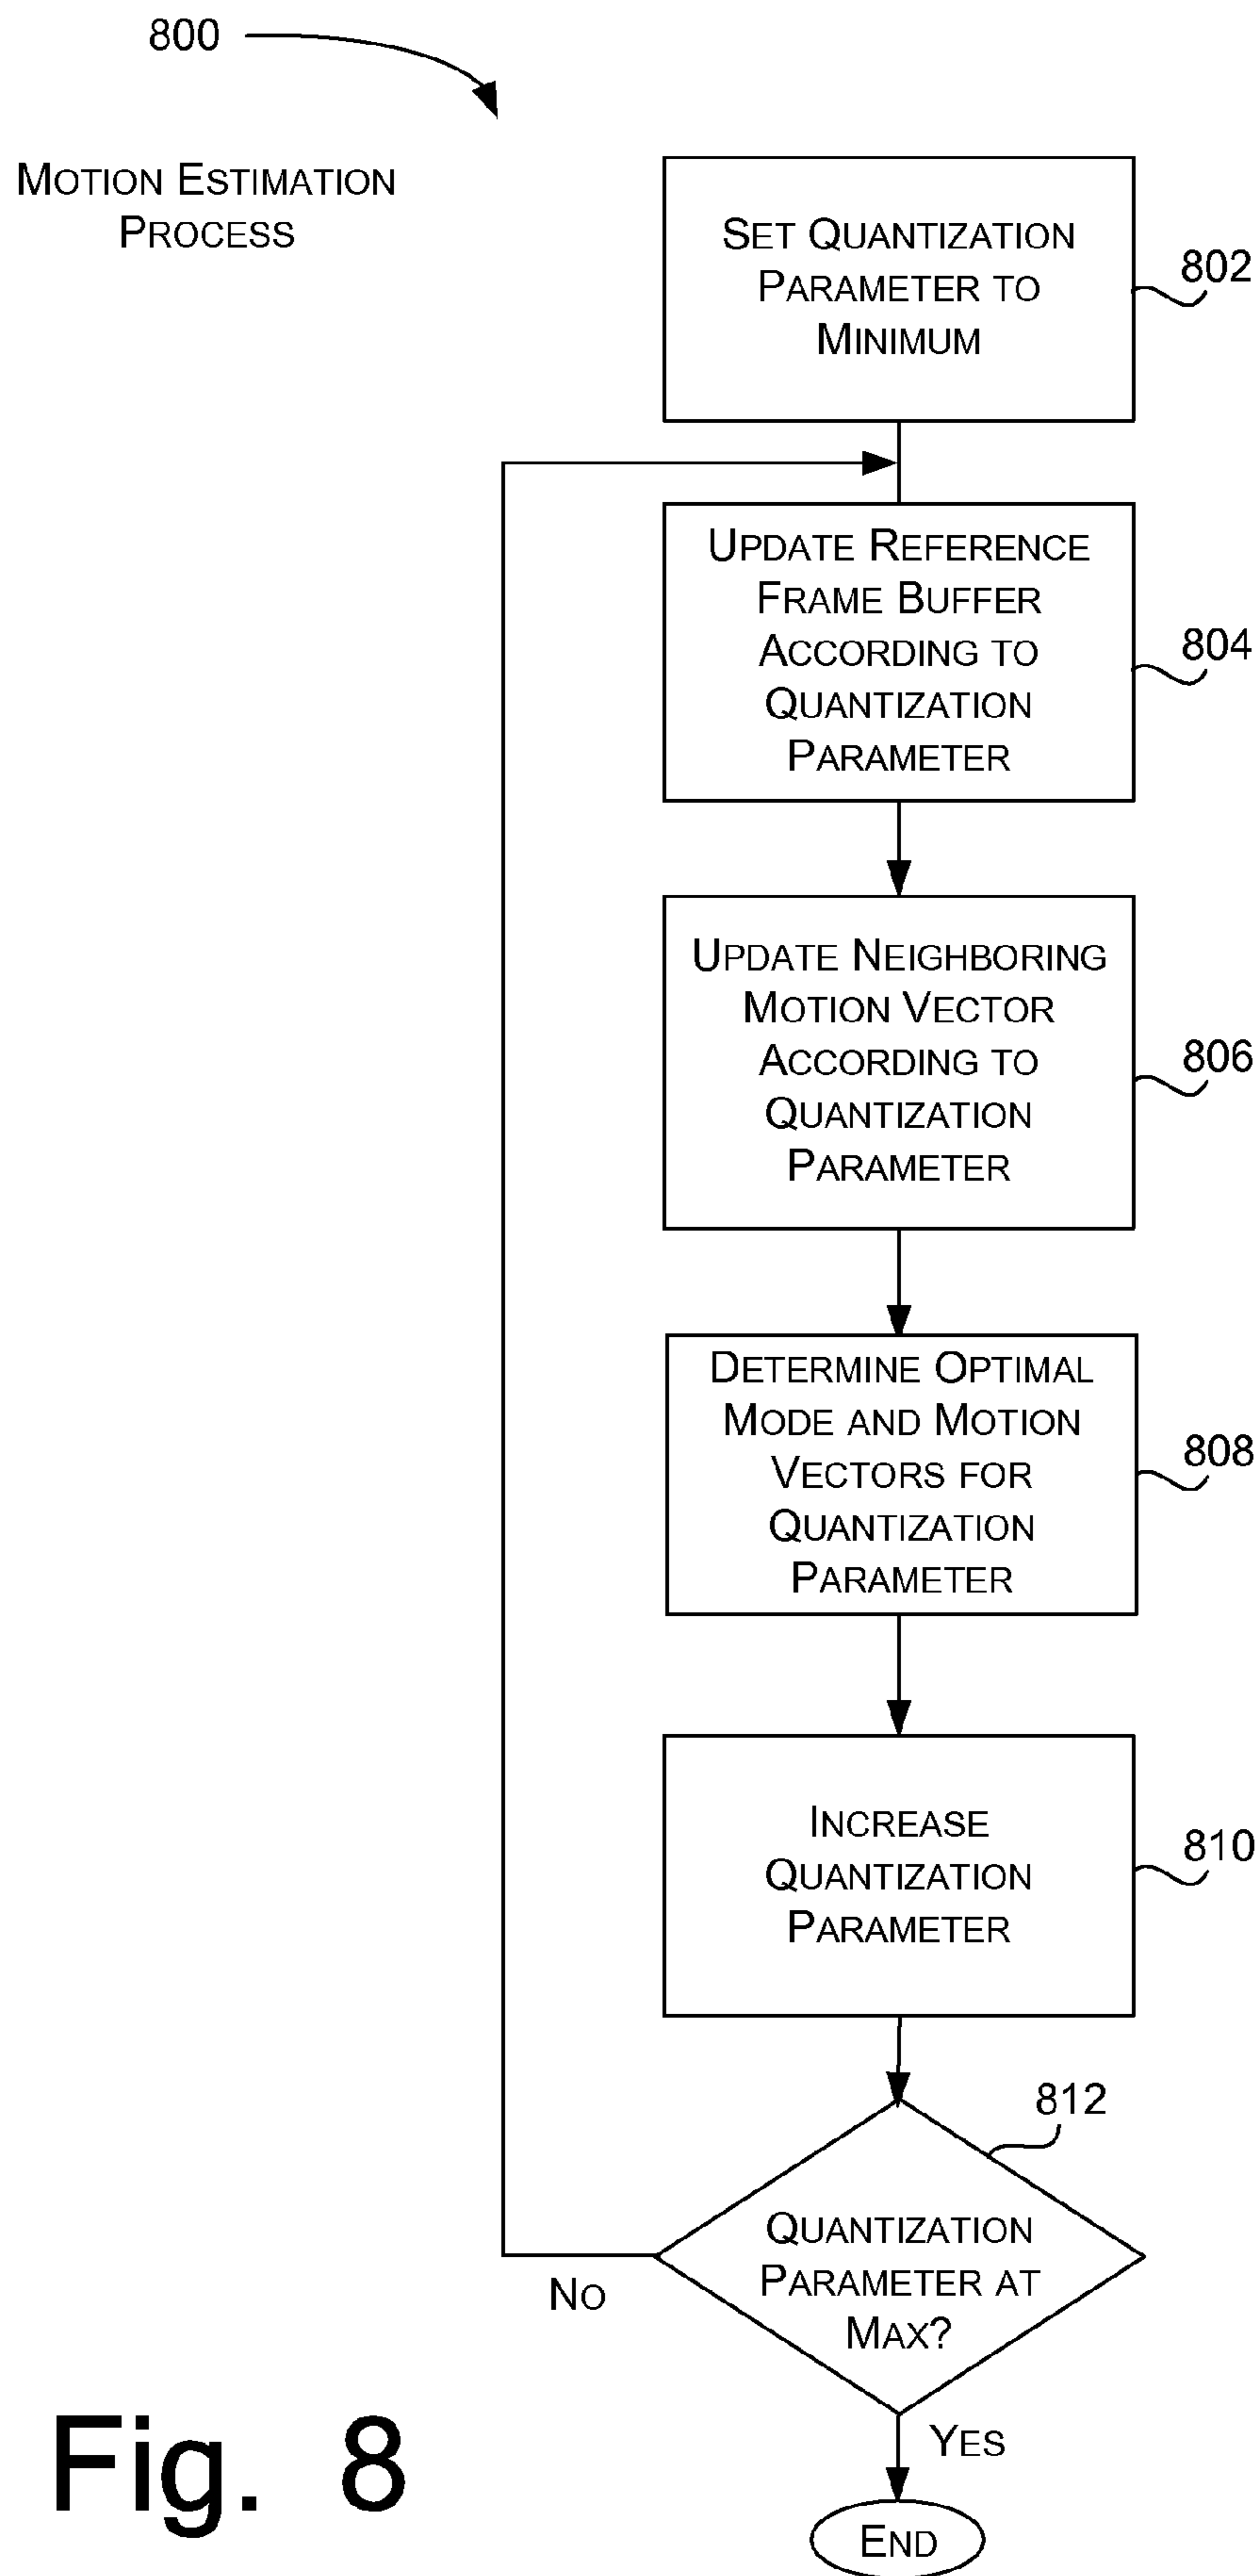 800
MOTION ESTIMATION
PROCESS
SET QUANTIZATION
PARAMETER TO
MINIMUM
802
UPDATE REFERENCE
FRAME BUFFER
ACCORDING TO
QUANTIZATION
PARAMETER
804
UPDATE NEIGHBORING
MOTION VECTOR
ACCORDING TO
QUANTIZATION
PARAMETER
806
DETERMINE OPTIMAL
MODE AND MOTION
VECTORS FOR
QUANTIZATION
PARAMETER
808
INCREASE
QUANTIZATION
PARAMETER
810
812
QUANTIZATION
PARAMETER AT
MAX?
NO
YES
END
Fig. 8